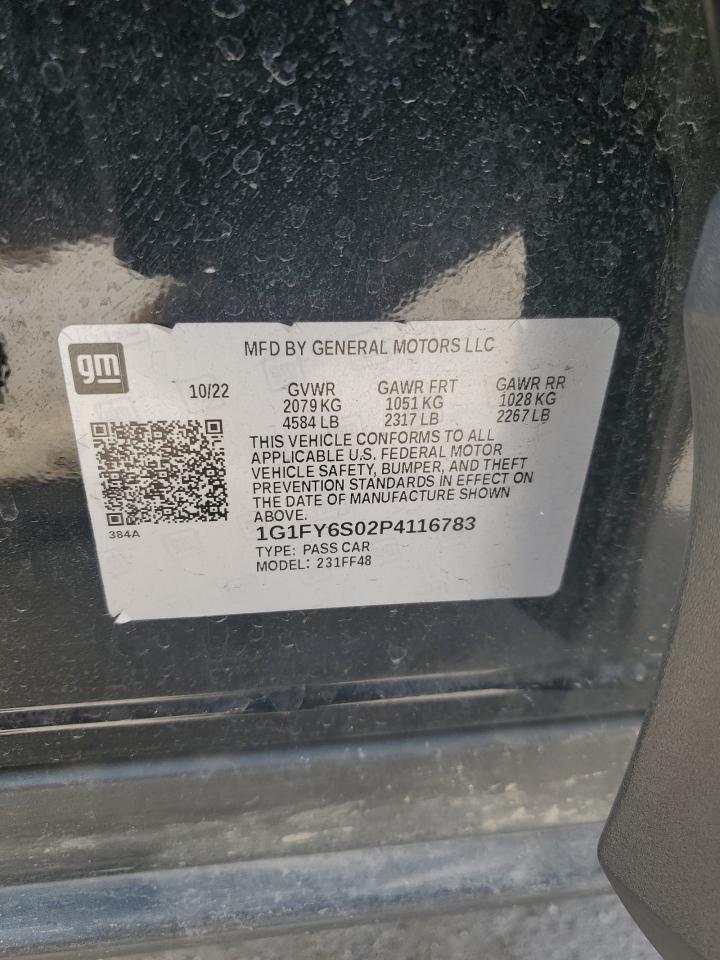 gm
MFD BY GENERAL MOTORS LLC
10/22 GVWR GAWR FRT GAWR RR
2079 KG 1051 KG 1028 KG
4584 LB 2317 LB 2267 LB
THIS VEHICLE CONFORMS TO ALL
APPLICABLE U.S. FEDERAL MOTOR
VEHICLE SAFETY, BUMPER, AND THEFT
PREVENTION STANDARDS IN EFFECT ON
THE DATE OF MANUFACTURE SHOWN
ABOVE.
384A
1G1FY6S02P4116783
TYPE: PASS CAR
MODEL: 231FF48